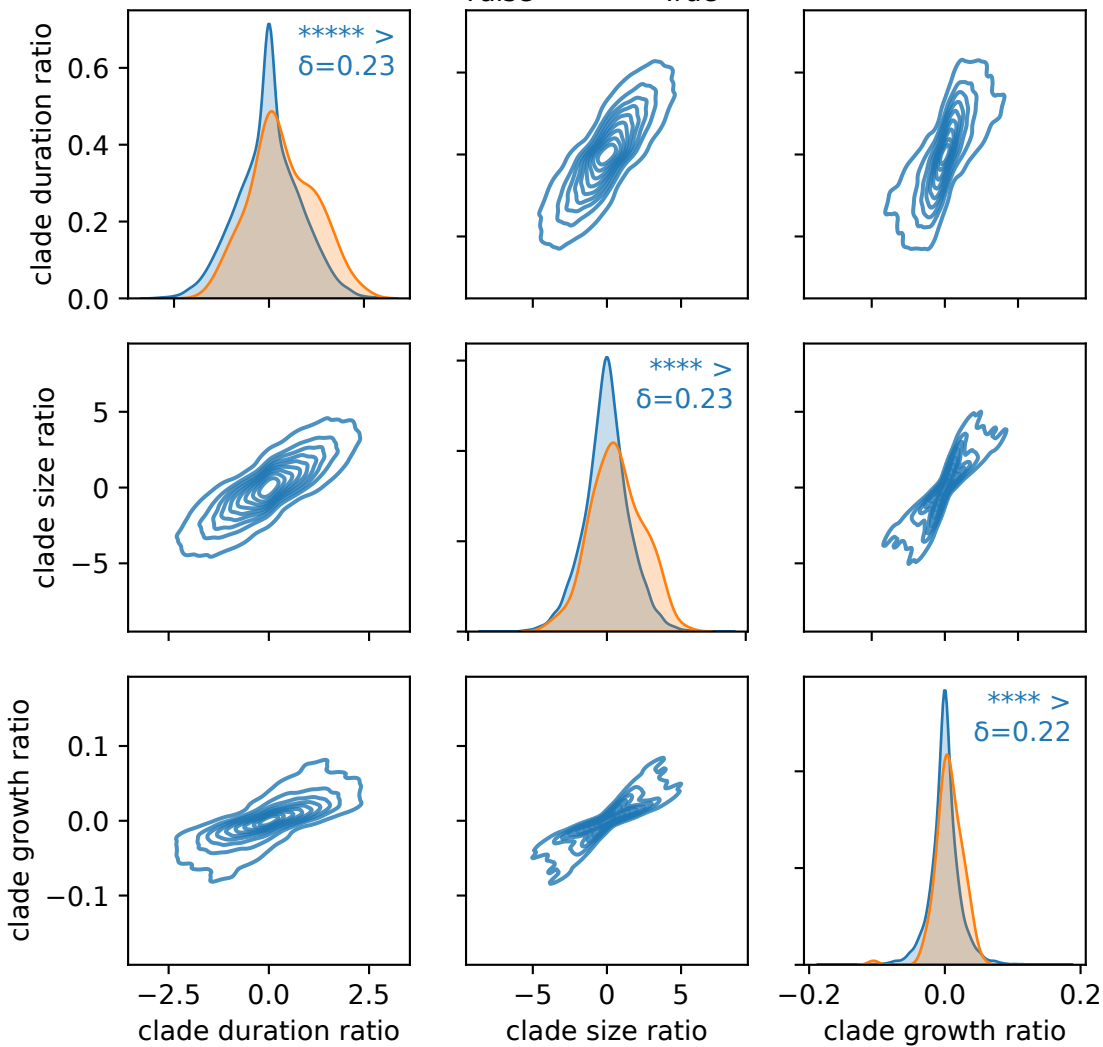 ***** >
δ=0.23
clade duration ratio
0.6
0.4
0.2
0.0
**** >
δ=0.23
clade size ratio
5
0
−5
**** >
δ=0.22
clade growth ratio
0.1
0.0
−0.1
−2.5 0.0 2.5
−5 0 5
−0.2 0.0 0.2
clade duration ratio
clade size ratio
clade growth ratio